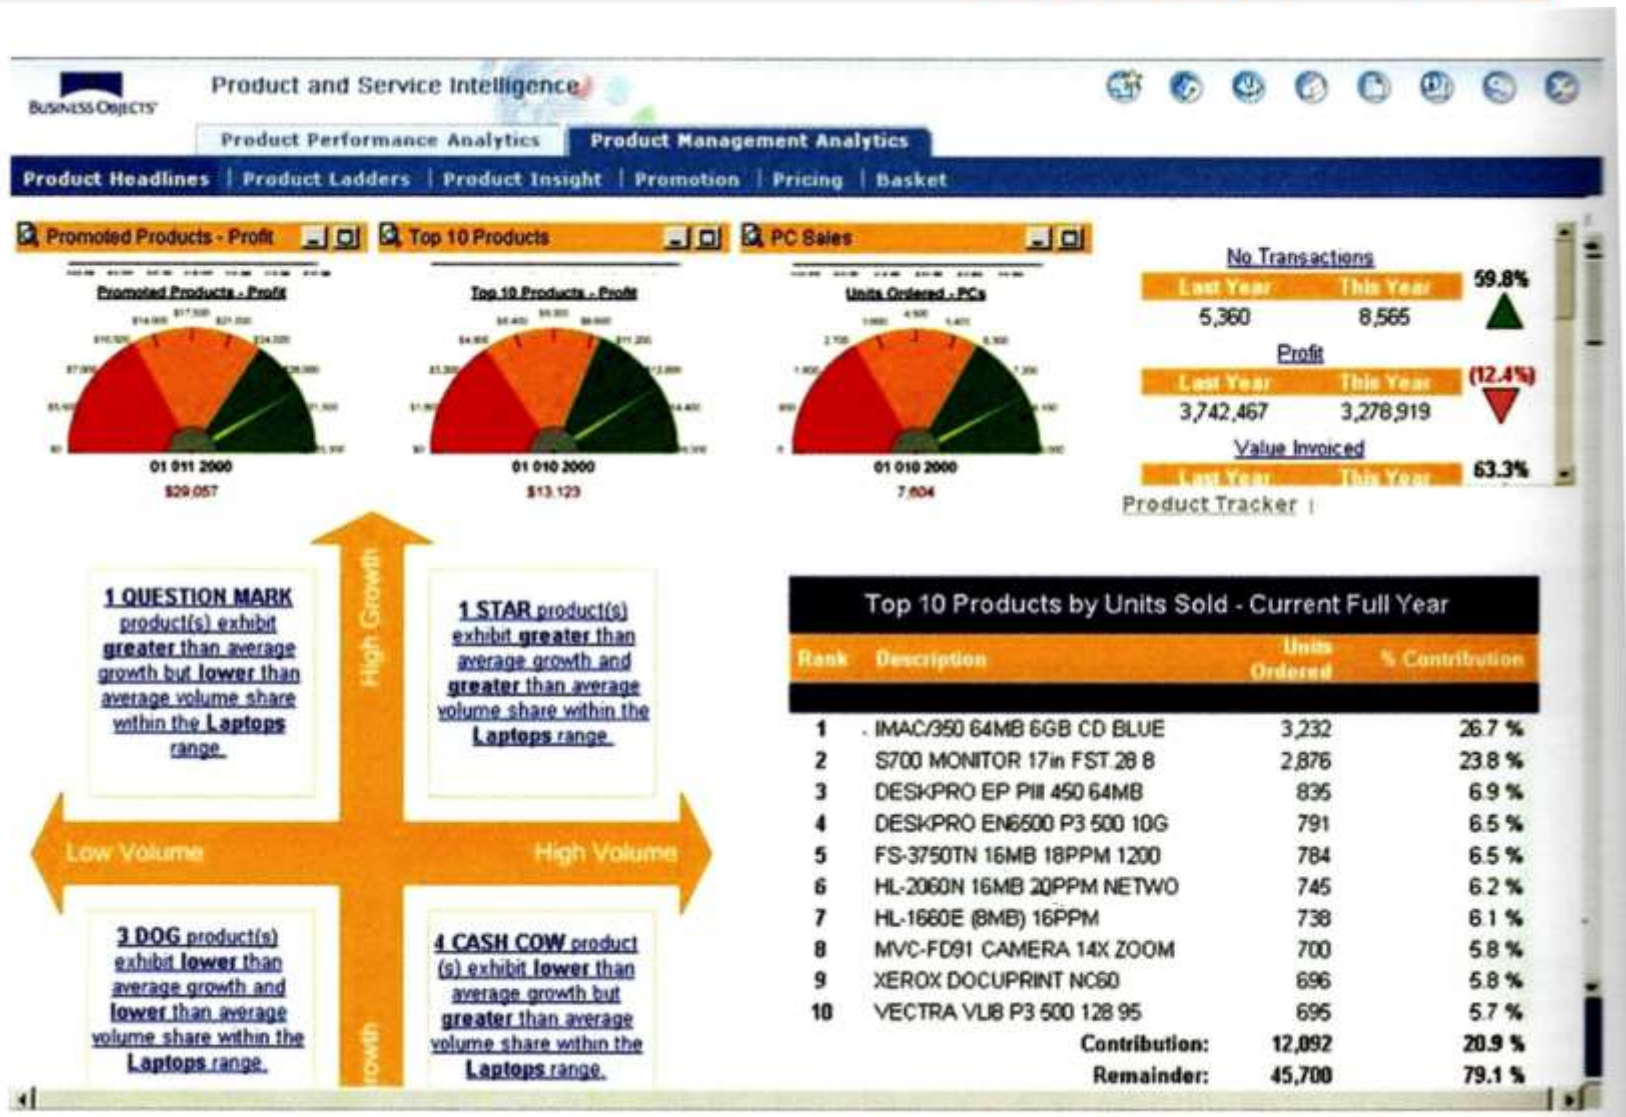 BUSINESS OBJECTS
Product and Service Intelligence
Product Performance Analytics
Product Management Analytics
Product Headlines | Product Ladders | Product Insight | Promotion | Pricing | Basket
Promoted Products - Profit
Top 10 Products
PC Sales
Promoted Products - Profit
Top 10 Products - Profit
Units Ordered - PCs
01 011 2000
$29,057
01 010 2000
$13,123
01 010 2000
7,604
No Transactions
Last Year This Year 59.8%
5,360 8,565
Profit
Last Year This Year (12.4%)
3,742,467 3,278,919
Value Invoiced
Last Year This Year 63.3%
Product Tracker |
High Growth
1 QUESTION MARK
product(s) exhibit
greater than average
growth but lower than
average volume share
within the Laptops
range.
1 STAR product(s)
exhibit greater than
average growth and
greater than average
volume share within the
Laptops range.
Low Volume
High Volume
3 DOG product(s)
exhibit lower than
average growth and
lower than average
volume share within the
Laptops range.
4 CASH COW product
(s) exhibit lower than
average growth but
greater than average
volume share within the
Laptops range.
rowth
Top 10 Products by Units Sold - Current Full Year
Rank Description Units Ordered % Contribution
1 IMAC/350 64MB 6GB CD BLUE 3,232 26.7 %
2 S700 MONITOR 17in FST.28 B 2,876 23.8 %
3 DESKPRO EP PIII 450 64MB 835 6.9 %
4 DESKPRO EN6500 P3 500 10G 791 6.5 %
5 FS-3750TN 16MB 18PPM 1200 784 6.5 %
6 HL-2060N 16MB 20PPM NETWO 745 6.2 %
7 HL-1660E (8MB) 16PPM 738 6.1 %
8 MVC-FD91 CAMERA 14X ZOOM 700 5.8 %
9 XEROX DOCUPRINT NC60 696 5.8 %
10 VECTRA VLI8 P3 500 128 95 695 5.7 %
Contribution: 12,092 20.9 %
Remainder: 45,700 79.1 %